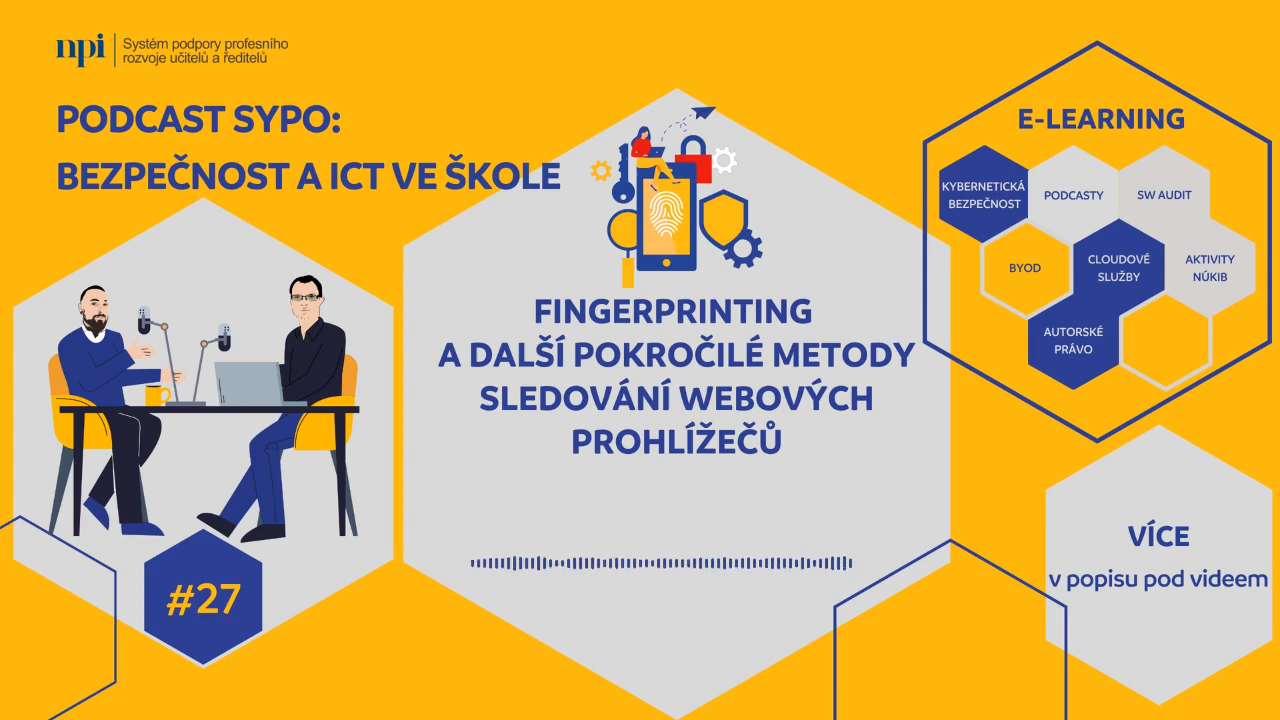 npi
Systém podpory profesního
rozvoje učitelů a ředitelů
PODCAST SYPO:
BEZPEČNOST A ICT VE ŠKOLE
FINGERPRINTING
A DALŠÍ POKROČILÉ METODY
SLEDOVÁNÍ WEBOVÝCH
PROHLÍŽEČŮ
#27
E-LEARNING
KYBERNETICKÁ
BEZPEČNOST
PODCASTY
SW AUDIT
BYOD
CLOUDOVÉ
SLUŽBY
AKTIVITY
NÚKIB
AUTORSKÉ
PRÁVO
VÍCE
v popisu pod videem